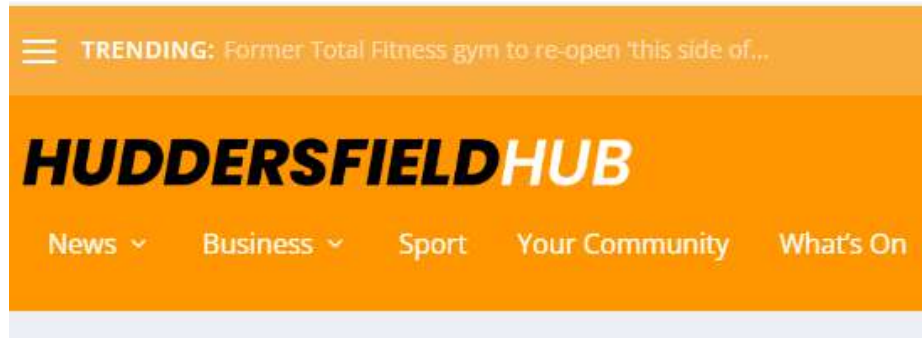 TRENDING: Former Total Fitness gym to re-open 'this side of...
HUDDERSFIELDHUB
News Business Sport Your Community What's On